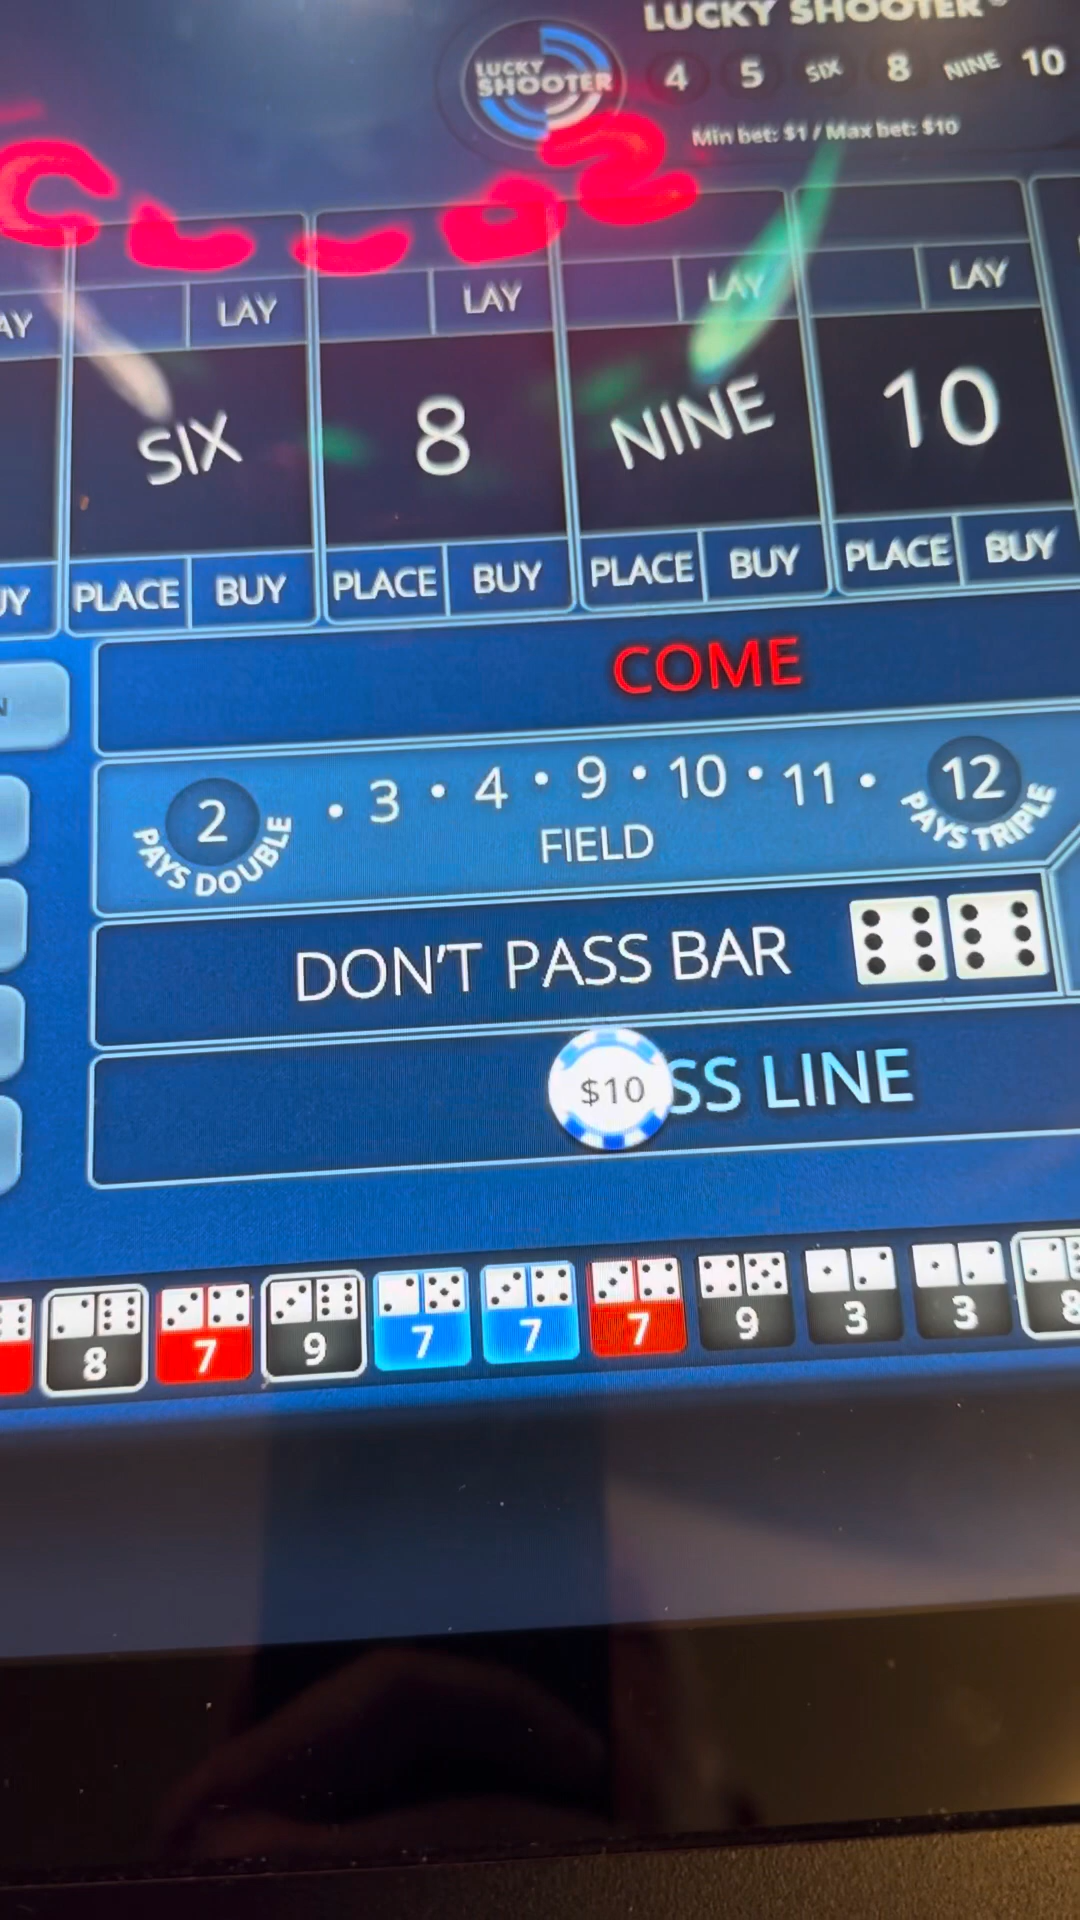 LUCKY SHOOTER
LUCKY
SHOOTER
4 5 SIX 8 NINE 10
Min bet: $1 / Max bet: $10
LAY LAY LAY LAY
SIX 8 NINE 10
PLACE BUY PLACE BUY PLACE BUY PLACE BUY
COME
2 • 3 • 4 • 9 • 10 • 11 • 12
PAYS DOUBLE
PAYS TRIPLE
FIELD
DON'T PASS BAR
$10
SS LINE
8 7 9 7 7 7 9 3 3 8